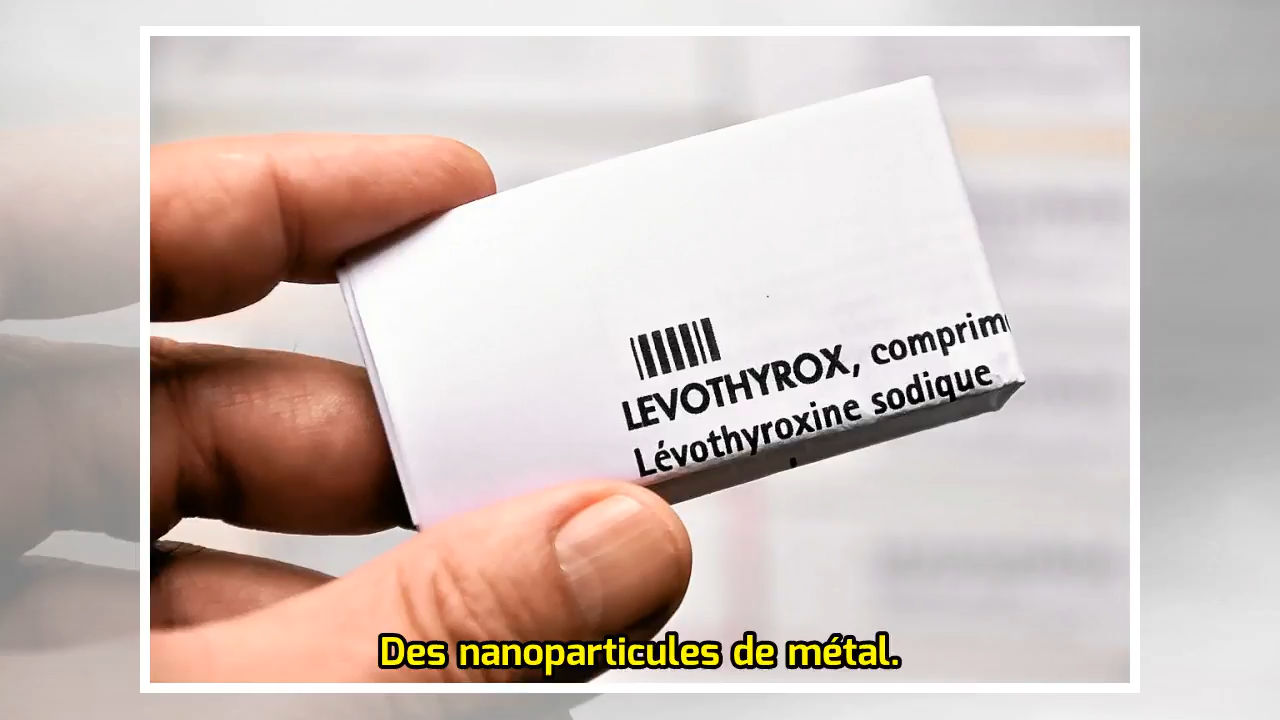 LEVOTHYROX, comprim
Lévothyroxine sodique
Des nanoparticules de métal.